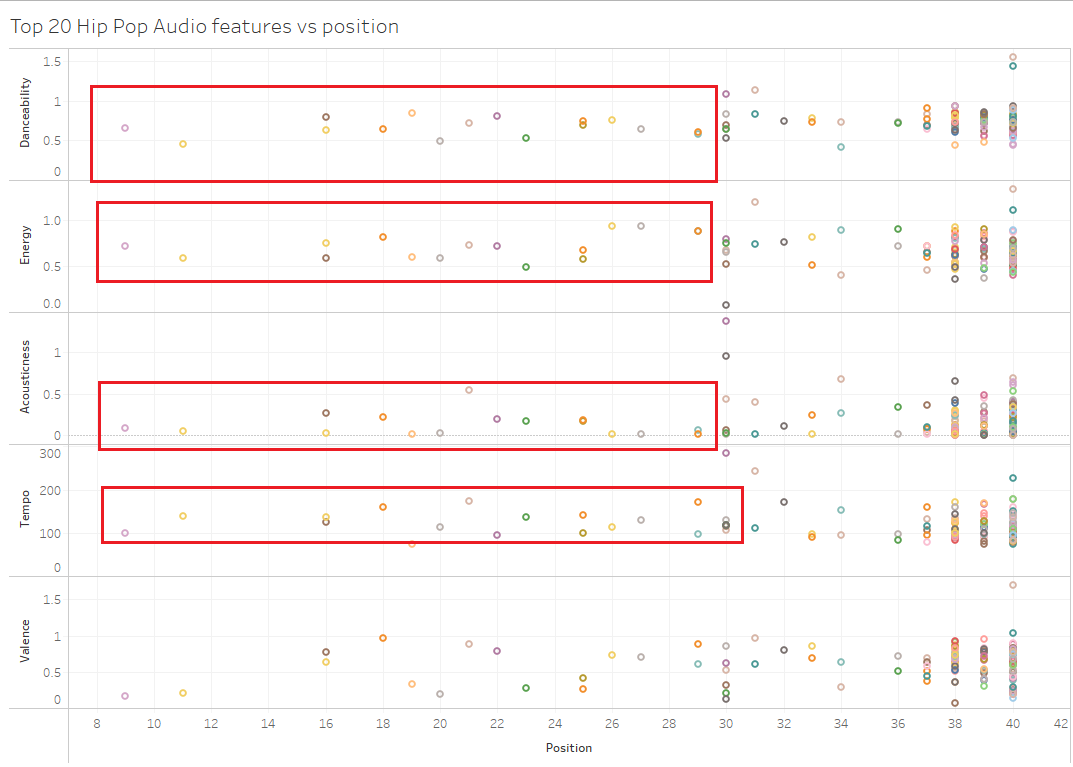 Top 20 Hip Pop Audio features vs position
Danceability
1.5
1
0.5
0
Energy
1.0
0.5
0.0
Acousticness
1
0.5
0
Tempo
300
200
100
0
Valence
1.5
1
0.5
0
8 10 12 14 16 18 20 22 24 26 28 30 32 34 36 38 40 42
Position